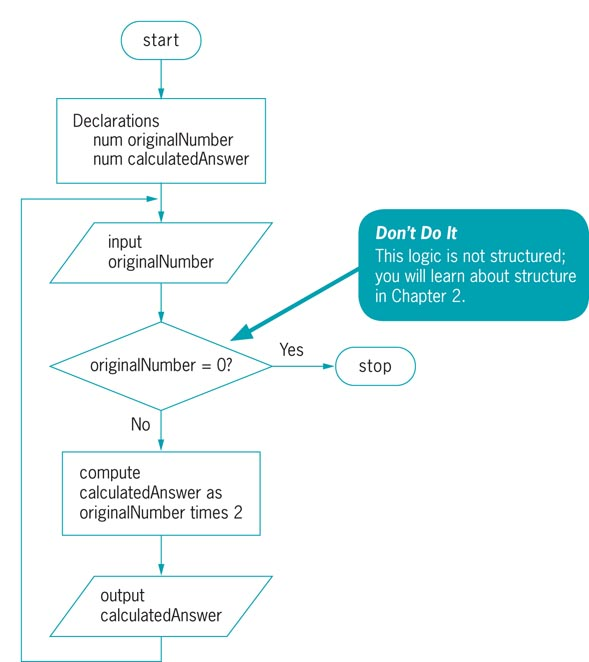 start
Declarations
num originalNumber
num calculatedAnswer
input
originalNumber
Don't Do It
This logic is not structured;
you will learn about structure
in Chapter 2.
originalNumber = 0?
Yes
stop
No
compute
calculatedAnswer as
originalNumber times 2
output
calculatedAnswer